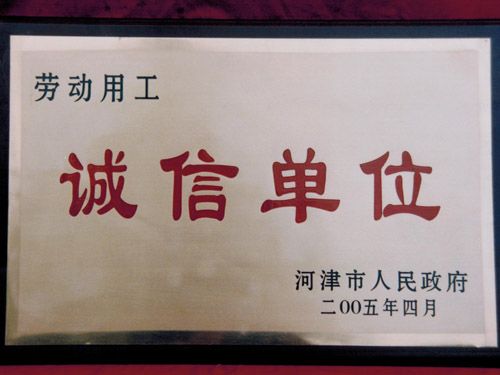 劳动用工
诚信单位
河津市人民政府
二00五年四月